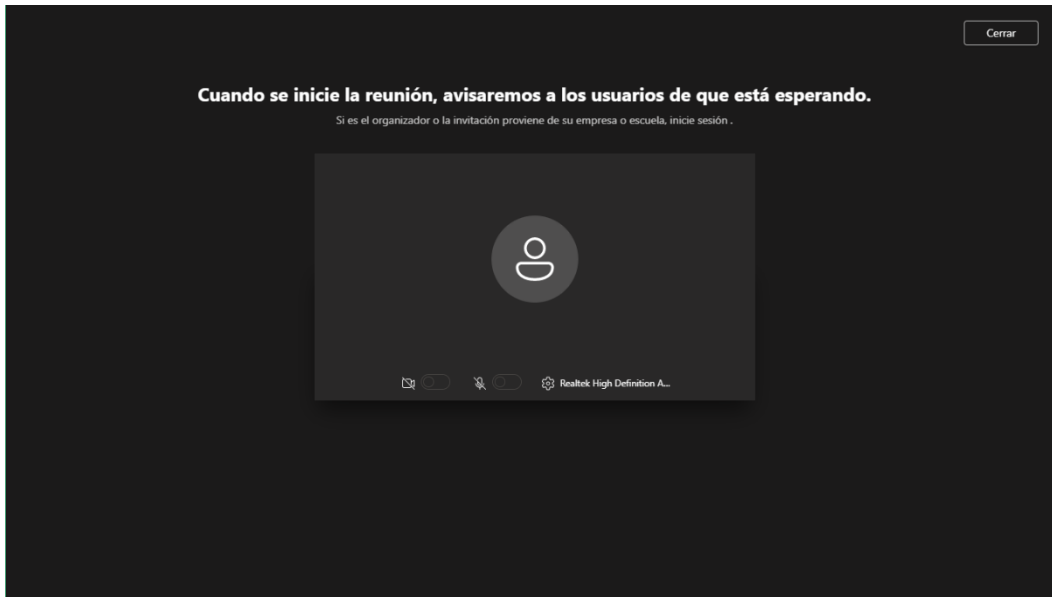 Cerrar
Cuando se inicie la reunión, avisaremos a los usuarios de que está esperando.
Si es el organizador o la invitación proviene de su empresa o escuela, inicie sesión .
Realtek High Definition A...